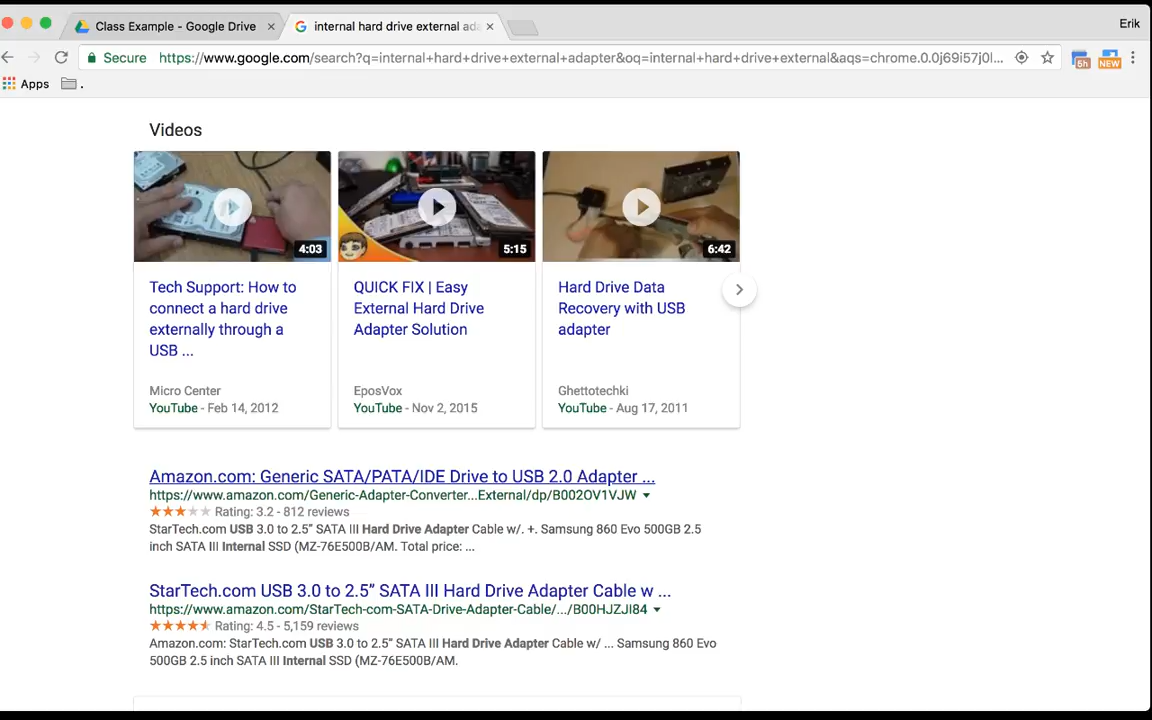 Class Example - Google Drive
internal hard drive external ada
Erik
Secure https://www.google.com/search?q=internal+hard+drive+external+adapter&oq=internal+hard+drive+external&aqs=chrome.0.0j69i57j0l...
5h
NEW
Apps .
Videos
4:03
5:15
6:42
Tech Support: How to
connect a hard drive
externally through a
USB ...
Micro Center
YouTube - Feb 14, 2012
QUICK FIX | Easy
External Hard Drive
Adapter Solution
EposVox
YouTube - Nov 2, 2015
Hard Drive Data
Recovery with USB
adapter
Ghettotechki
YouTube - Aug 17, 2011
Amazon.com: Generic SATA/PATA/IDE Drive to USB 2.0 Adapter ...
https://www.amazon.com/Generic-Adapter-Converter...External/dp/B002OV1VJW
Rating: 3.2 - 812 reviews
StarTech.com USB 3.0 to 2.5” SATA III Hard Drive Adapter Cable w/. +. Samsung 860 Evo 500GB 2.5
inch SATA III Internal SSD (MZ-76E500B/AM. Total price: ...
StarTech.com USB 3.0 to 2.5” SATA III Hard Drive Adapter Cable w ...
https://www.amazon.com/StarTech-com-SATA-Drive-Adapter-Cable/.../B00HJZJI84
Rating: 4.5 - 5,159 reviews
Amazon.com: StarTech.com USB 3.0 to 2.5” SATA III Hard Drive Adapter Cable w/ ... Samsung 860 Evo
500GB 2.5 inch SATA III Internal SSD (MZ-76E500B/AM.